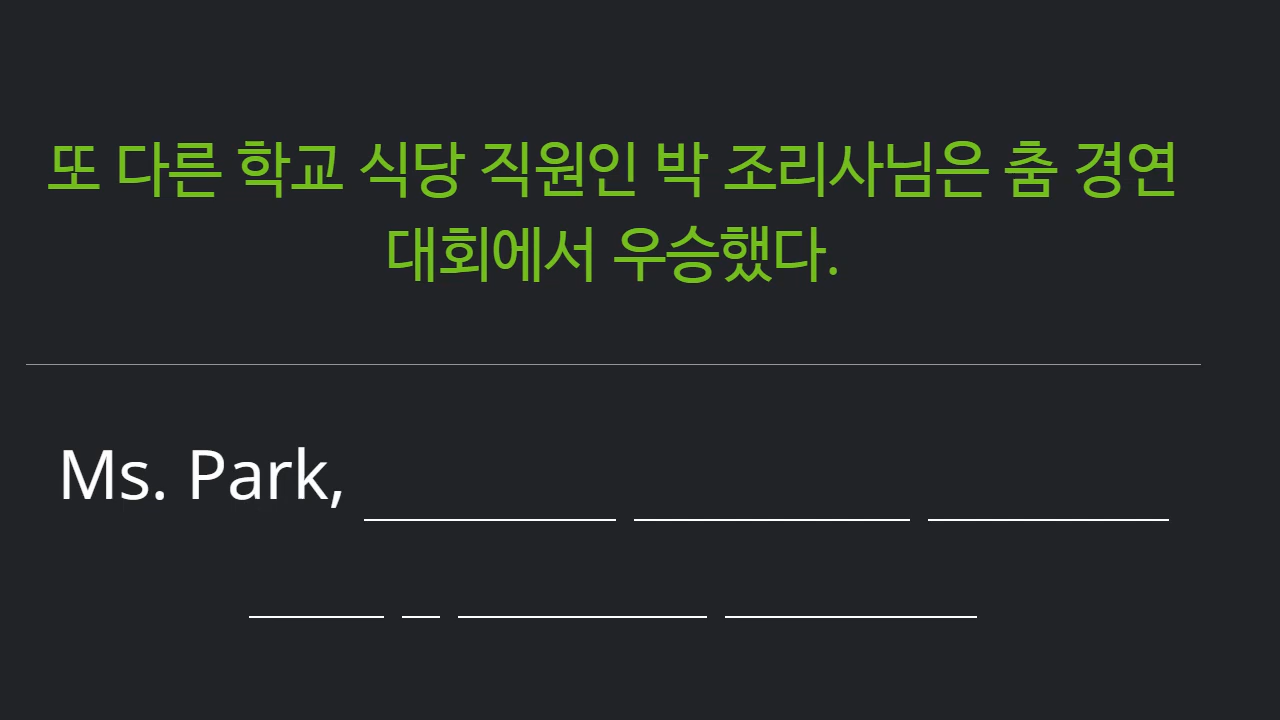 또 다른 학교 식당 직원인 박 조리사님은 춤 경연
대회에서 우승했다.
Ms. Park,